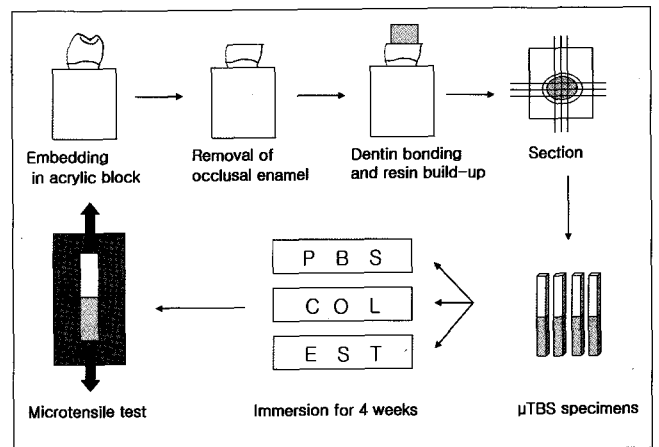 Embedding
in acrylic block
Removal of
occlusal enamel
Dentin bonding
and resin build-up
Section
P B S
C O L
E S T
Microtensile test
Immersion for 4 weeks
μTBS specimens